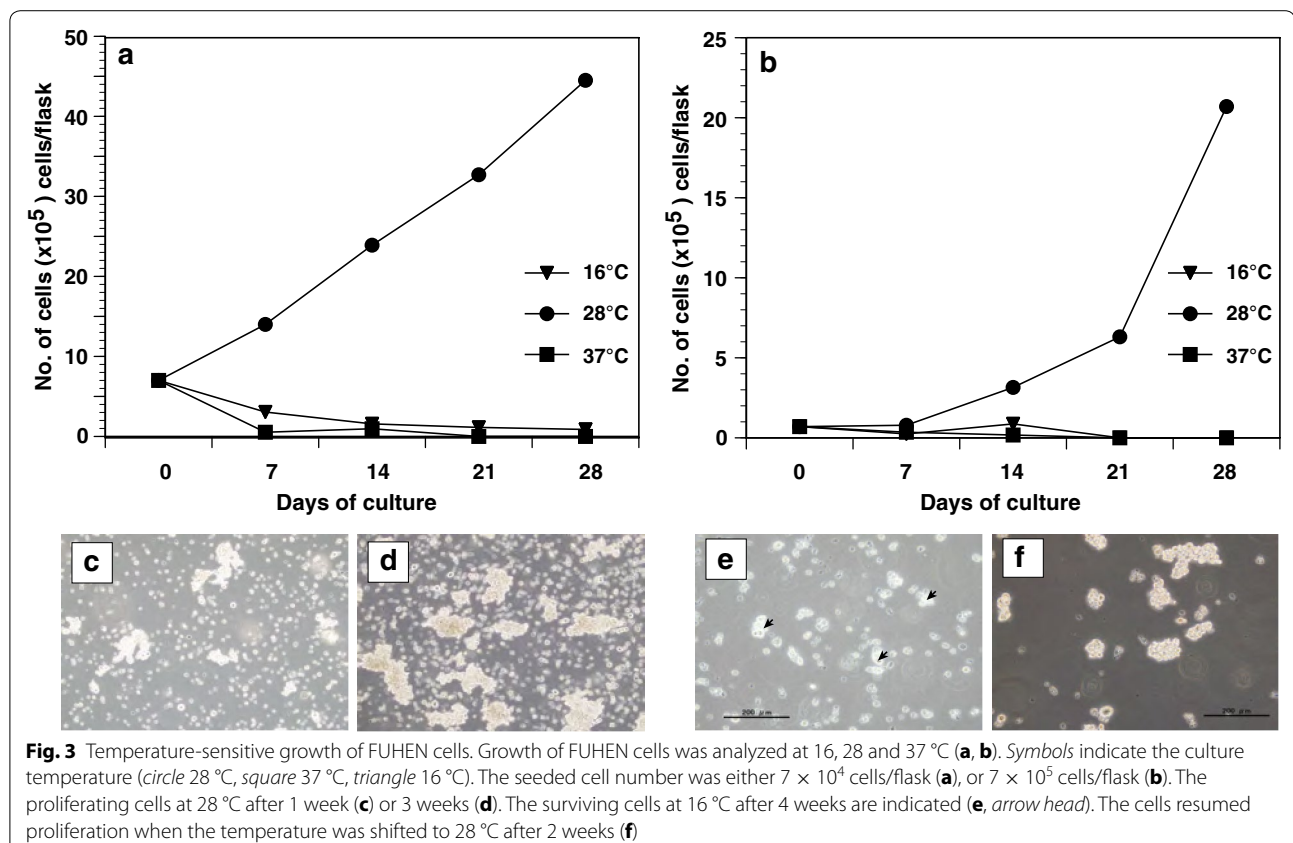 a
50
40
30
20
10
0
No. of cells (x10⁵ ) cells/flask
16°C
28°C
37°C
0 7 14 21 28
Days of culture
b
25
20
15
10
5
0
No. of cells (x10⁵) cells/flask
16°C
28°C
37°C
0 7 14 21 28
Days of culture
c
d
e
200 μm
f
200 μm
Fig. 3 Temperature-sensitive growth of FUHEN cells. Growth of FUHEN cells was analyzed at 16, 28 and 37 °C (a, b). Symbols indicate the culture
temperature (circle 28 °C, square 37 °C, triangle 16 °C). The seeded cell number was either 7 × 10⁴ cells/flask (a), or 7 × 10⁵ cells/flask (b). The
proliferating cells at 28 °C after 1 week (c) or 3 weeks (d). The surviving cells at 16 °C after 4 weeks are indicated (e, arrow head). The cells resumed
proliferation when the temperature was shifted to 28 °C after 2 weeks (f)